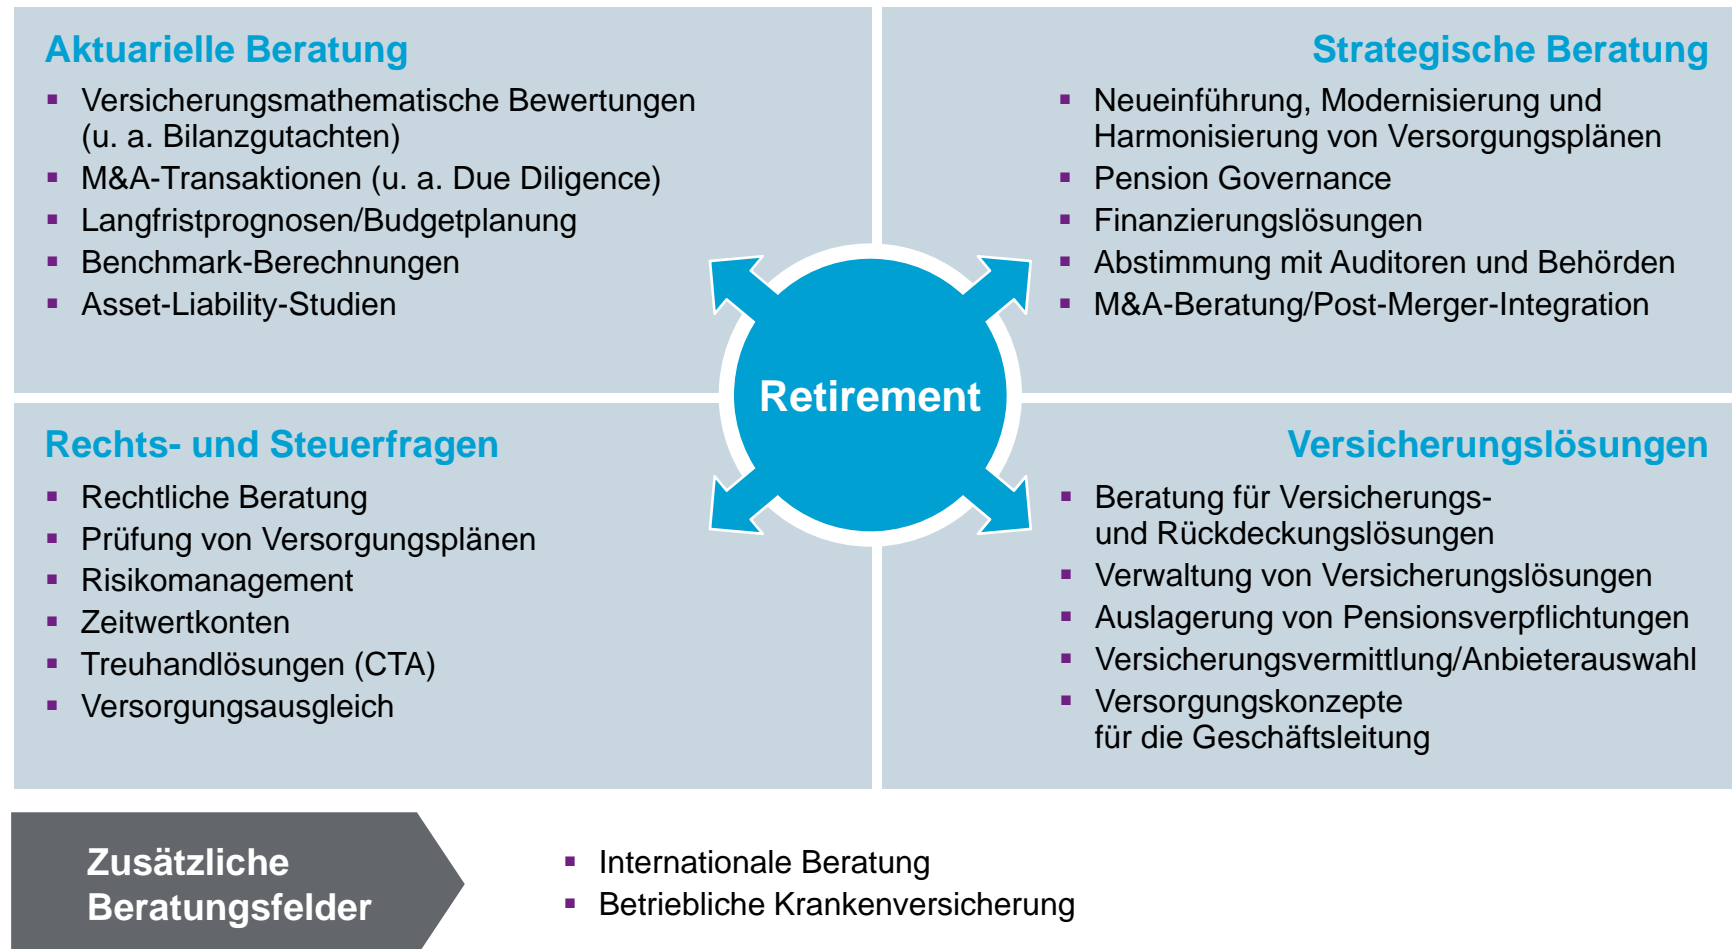 Aktuarielle Beratung
▪ Versicherungsmathematische Bewertungen
(u. a. Bilanzgutachten)
▪ M&A-Transaktionen (u. a. Due Diligence)
▪ Langfristprognosen/Budgetplanung
▪ Benchmark-Berechnungen
▪ Asset-Liability-Studien
Strategische Beratung
▪ Neueinführung, Modernisierung und
Harmonisierung von Versorgungsplänen
▪ Pension Governance
▪ Finanzierungslösungen
▪ Abstimmung mit Auditoren und Behörden
▪ M&A-Beratung/Post-Merger-Integration
Retirement
Rechts- und Steuerfragen
▪ Rechtliche Beratung
▪ Prüfung von Versorgungsplänen
▪ Risikomanagement
▪ Zeitwertkonten
▪ Treuhandlösungen (CTA)
▪ Versorgungsausgleich
Versicherungslösungen
▪ Beratung für Versicherungs-
und Rückdeckungslösungen
▪ Verwaltung von Versicherungslösungen
▪ Auslagerung von Pensionsverpflichtungen
▪ Versicherungsvermittlung/Anbieterauswahl
▪ Versorgungskonzepte
für die Geschäftsleitung
Zusätzliche
Beratungsfelder
▪ Internationale Beratung
▪ Betriebliche Krankenversicherung